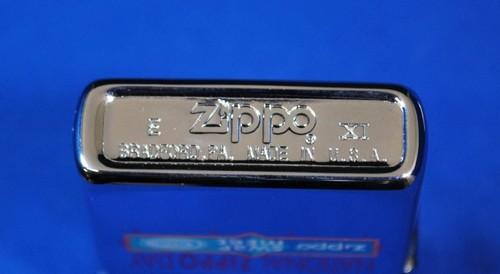 E Zippo ® XI
BRADFORD, PA. MADE IN U.S.A.